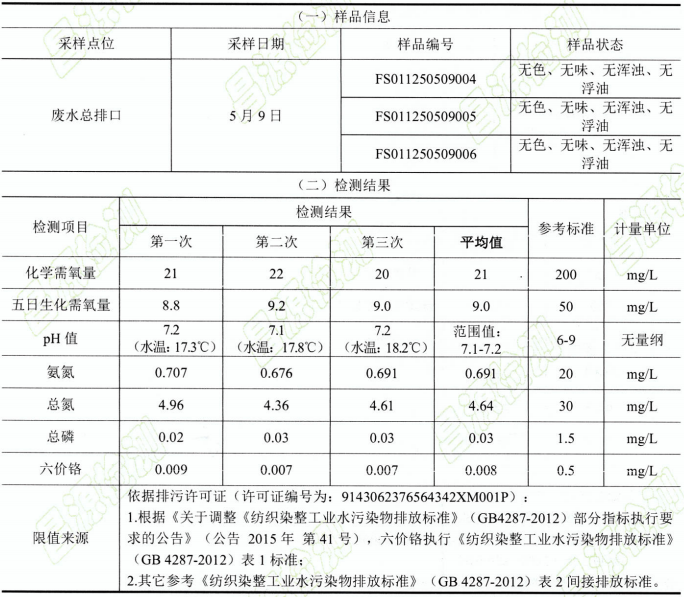 （一）样品信息
采样点位 采样日期 样品编号 样品状态
废水总排口 5 月 9 日
FS011250509004 无色、无味、无浑浊、无
浮油
FS011250509005 无色、无味、无浑浊、无
浮油
FS011250509006 无色、无味、无浑浊、无
浮油
（二）检测结果
检测项目 检测结果 参考标准 计量单位
第一次 第二次 第三次 平均值
化学需氧量 21 22 20 21 200 mg/L
五日生化需氧量 8.8 9.2 9.0 9.0 50 mg/L
pH 值 7.2 7.1 7.2 范围值： 6-9 无量纲
（水温：17.3℃） （水温：17.8℃） （水温：18.2℃） 7.1-7.2
氨氮 0.707 0.676 0.691 0.691 20 mg/L
总氮 4.96 4.36 4.61 4.64 30 mg/L
总磷 0.02 0.03 0.03 0.03 1.5 mg/L
六价铬 0.009 0.007 0.007 0.008 0.5 mg/L
限值来源
依据排污许可证（许可证编号为：9143062376564342XM001P）：
1.根据《关于调整《纺织染整工业水污染物排放标准》（GB4287-2012）部分指标执行要
求的公告》（公告 2015 年 第 41 号），六价铬执行《纺织染整工业水污染物排放标准》
（GB 4287-2012）表 1 标准；
2.其它参考《纺织染整工业水污染物排放标准》（GB 4287-2012）表 2 间接排放标准。